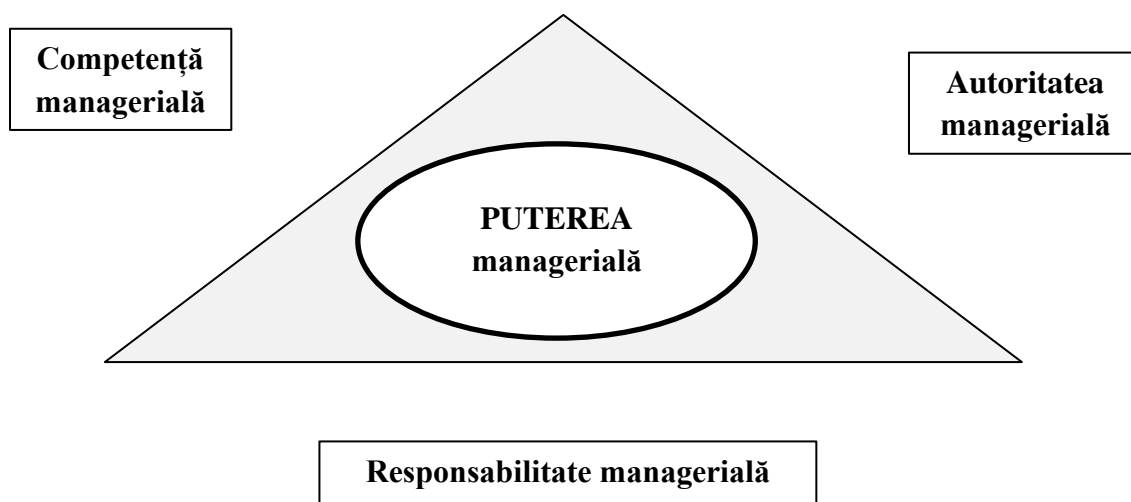 Competență
managerială
Autoritatea
managerială
PUTEREA
managerială
Responsabilitate managerială